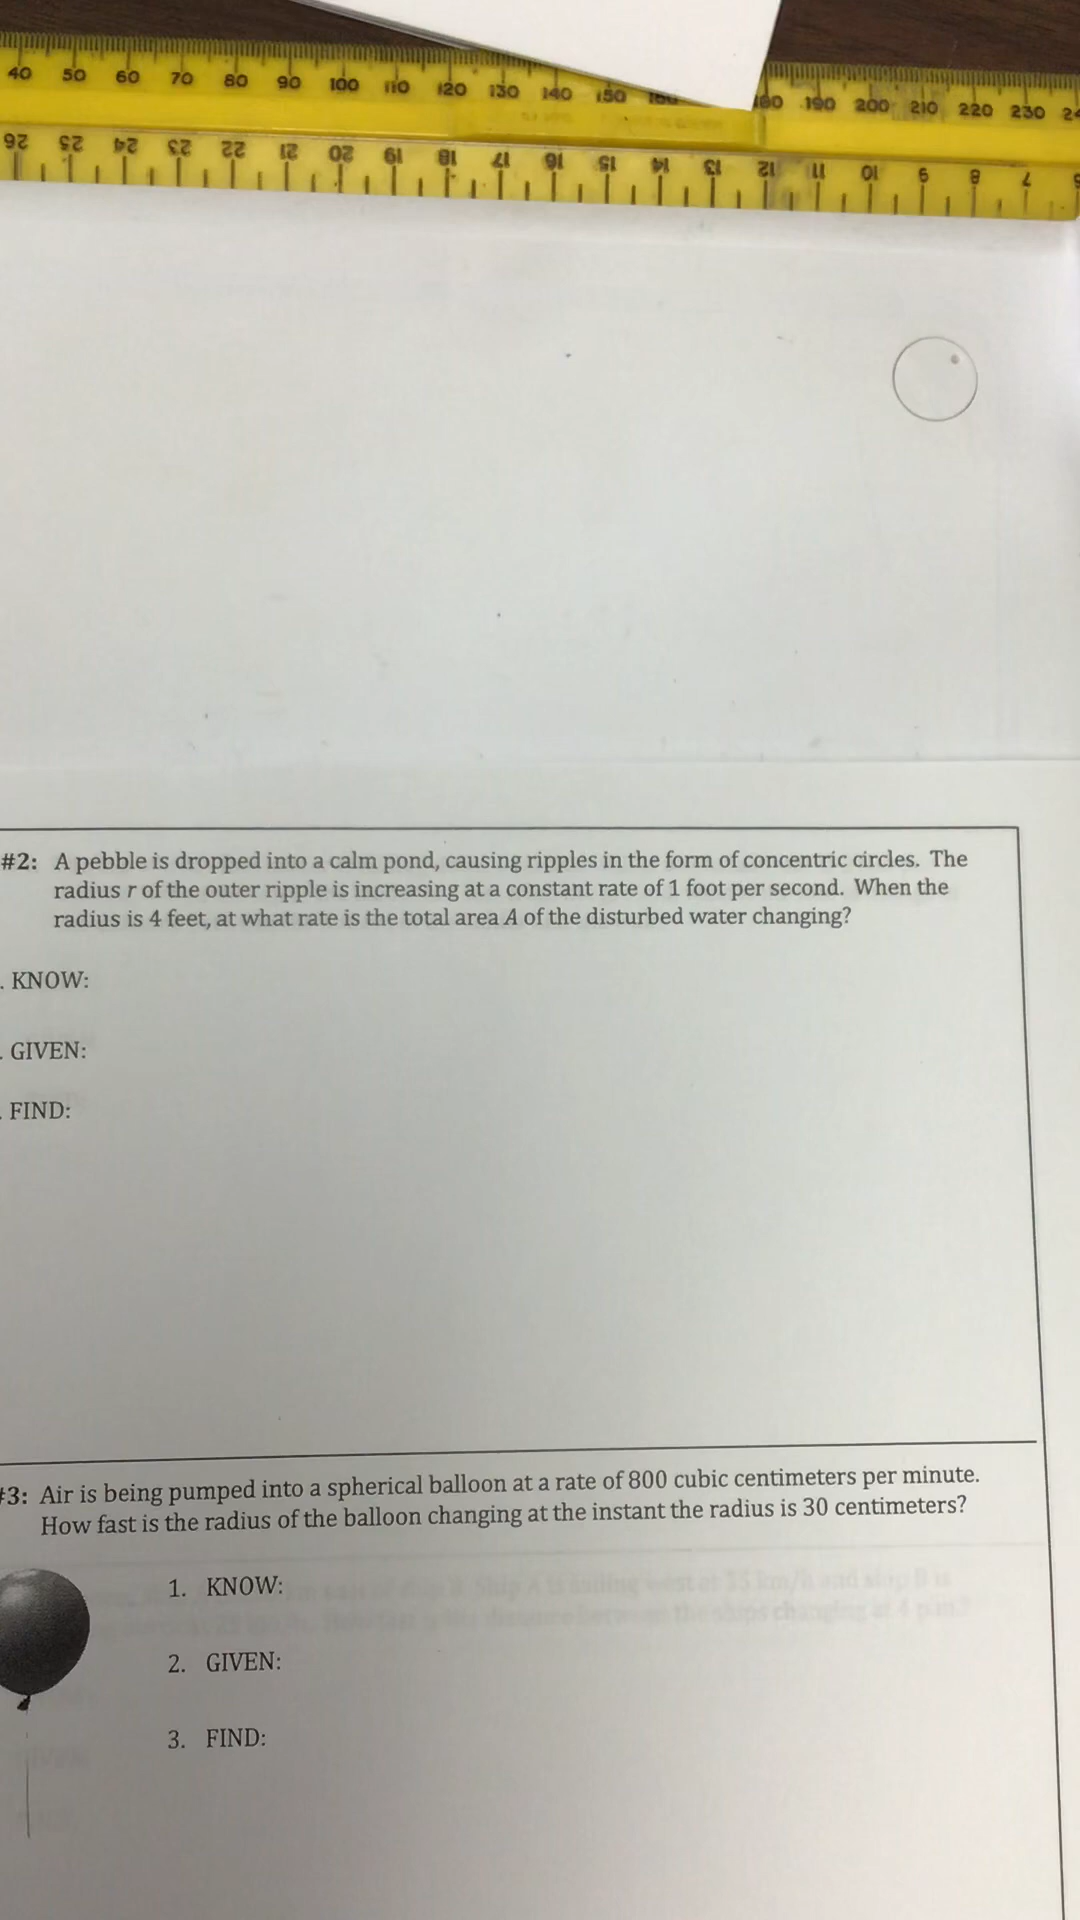 40 50 60 70 80 90 100 110 120 130 140 150 160 180 190 200 210 220 230
26 25 24 23 22 21 20 19 18 17 16 15 14 13 12 11 10 9 8 7
#2: A pebble is dropped into a calm pond, causing ripples in the form of concentric circles. The
radius r of the outer ripple is increasing at a constant rate of 1 foot per second. When the
radius is 4 feet, at what rate is the total area A of the disturbed water changing?
. KNOW:
. GIVEN:
. FIND:
#3: Air is being pumped into a spherical balloon at a rate of 800 cubic centimeters per minute.
How fast is the radius of the balloon changing at the instant the radius is 30 centimeters?
1. KNOW:
2. GIVEN:
3. FIND: